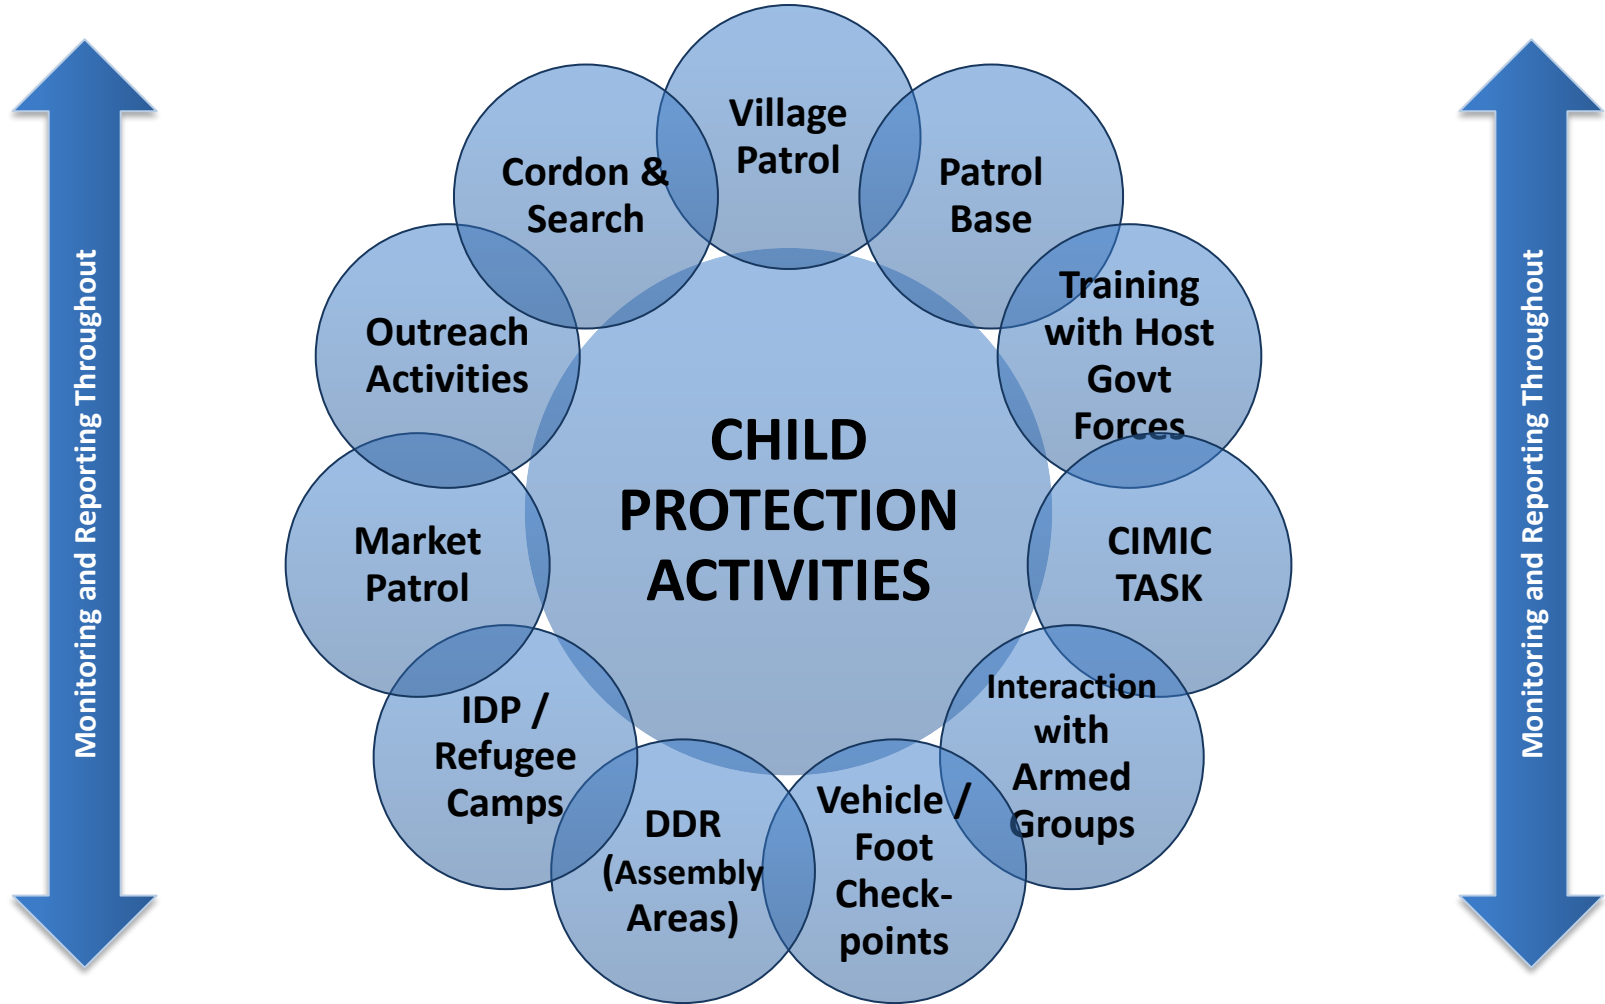 Monitoring and Reporting Throughout
Village
Patrol
Patrol
Base
Training
with Host
Govt
Forces
CIMIC
TASK
Interaction
with
Armed
Groups
Vehicle /
Foot
Check-
points
DDR
(Assembly
Areas)
IDP /
Refugee
Camps
Market
Patrol
Outreach
Activities
Cordon &
Search
CHILD
PROTECTION
ACTIVITIES
Monitoring and Reporting Throughout